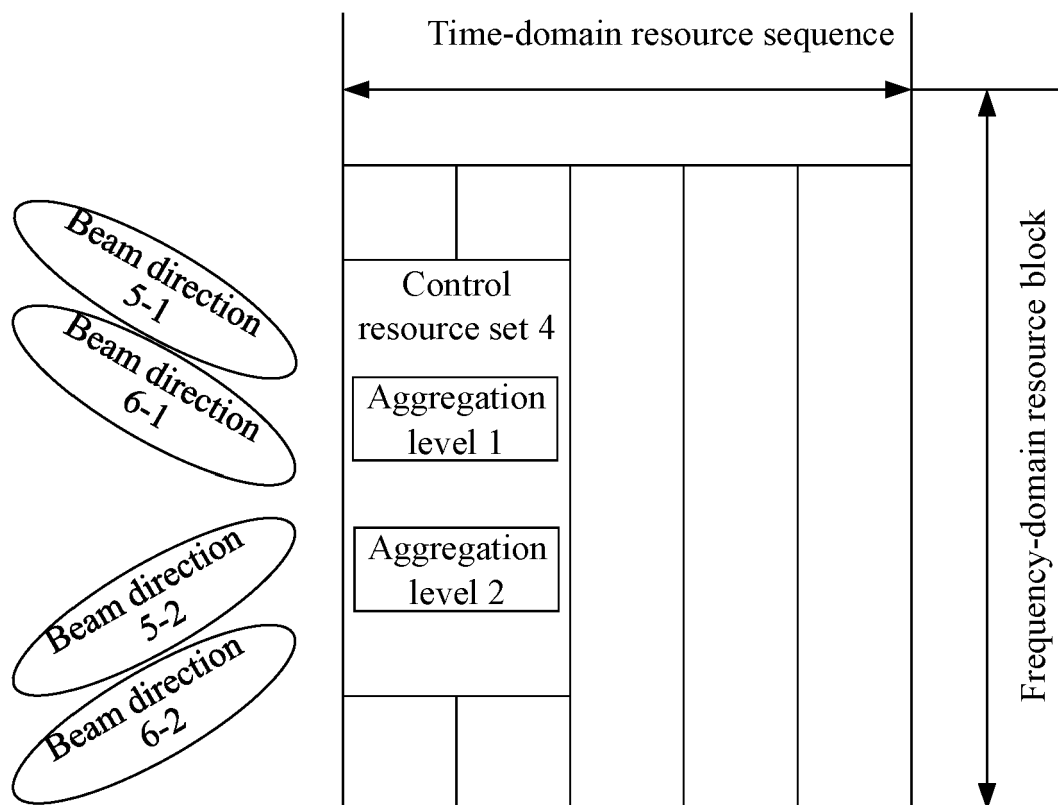 Time-domain resource sequence
Beam direction
5-1
Beam direction
6-1
Beam direction
5-2
Beam direction
6-2
Control
resource set 4
Aggregation
level 1
Aggregation
level 2
Frequency-domain resource block